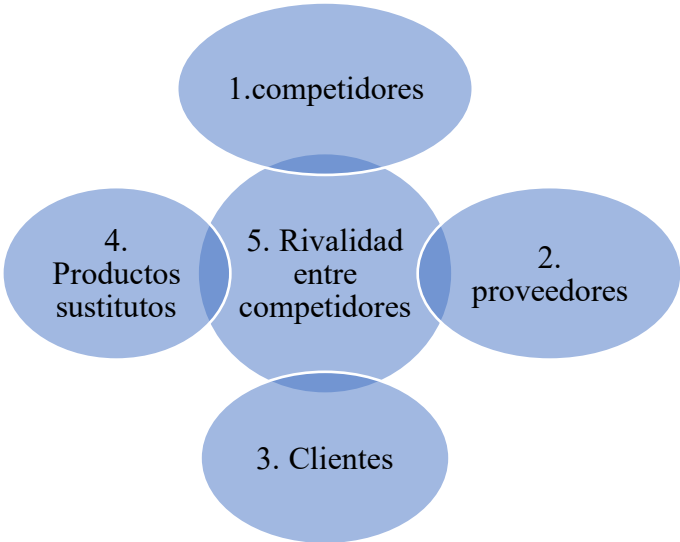 1.competidores
4.
Productos
sustitutos
5. Rivalidad
entre
competidores
2.
proveedores
3. Clientes